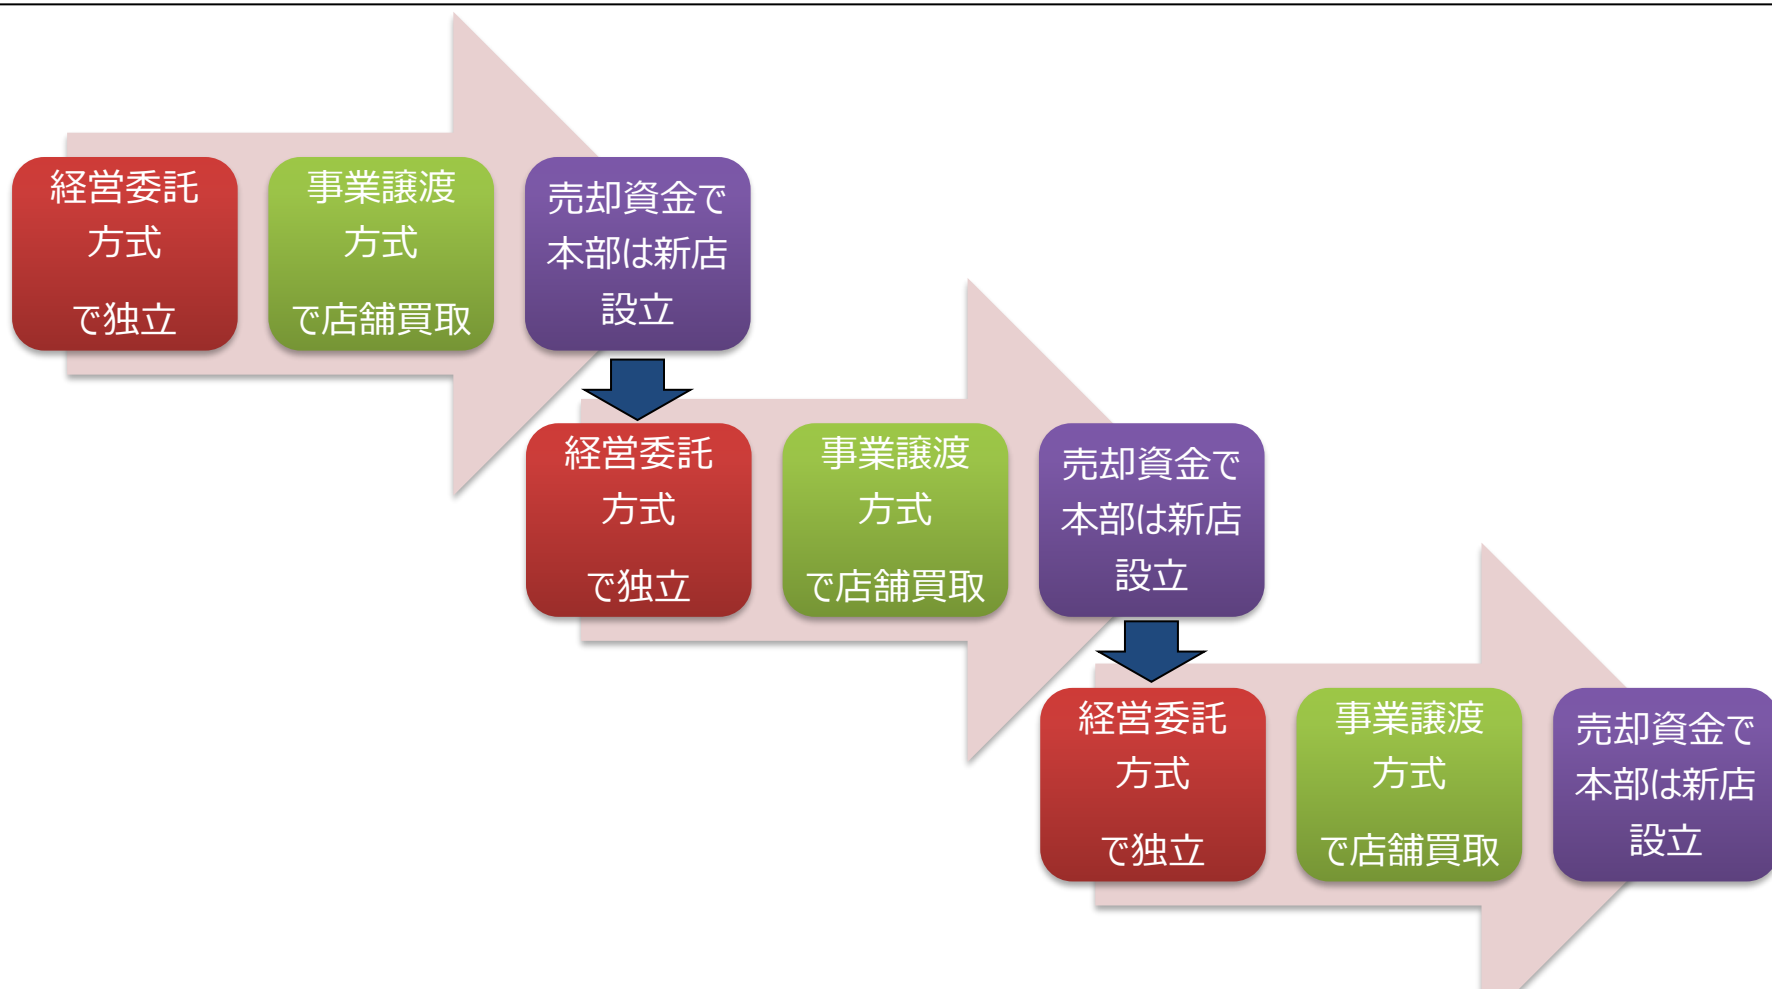 経営委託
方式
で独立
事業譲渡
方式
で店舗買取
売却資金で
本部は新店
設立
経営委託
方式
で独立
事業譲渡
方式
で店舗買取
売却資金で
本部は新店
設立
経営委託
方式
で独立
事業譲渡
方式
で店舗買取
売却資金で
本部は新店
設立